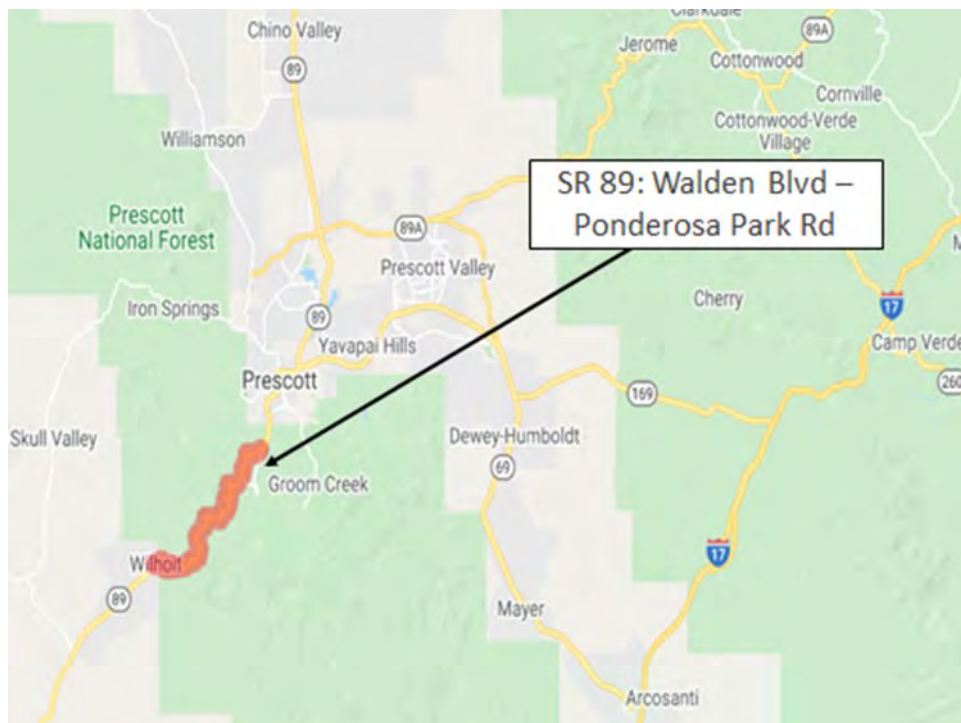 Clarkdale
Chino Valley
89A
Jerome
Cottonwood
89
Cornville
Cottonwood-Verde
Village
Williamson
SR 89: Walden Blvd –
Ponderosa Park Rd
Prescott
National Forest
89A
Prescott Valley
Iron Springs
Cherry
17
89
Yavapai Hills
Camp Verde
Prescott
260
169
Skull Valley
Dewey-Humboldt
69
Groom Creek
17
Wilhoit
89
Mayer
Arcosanti